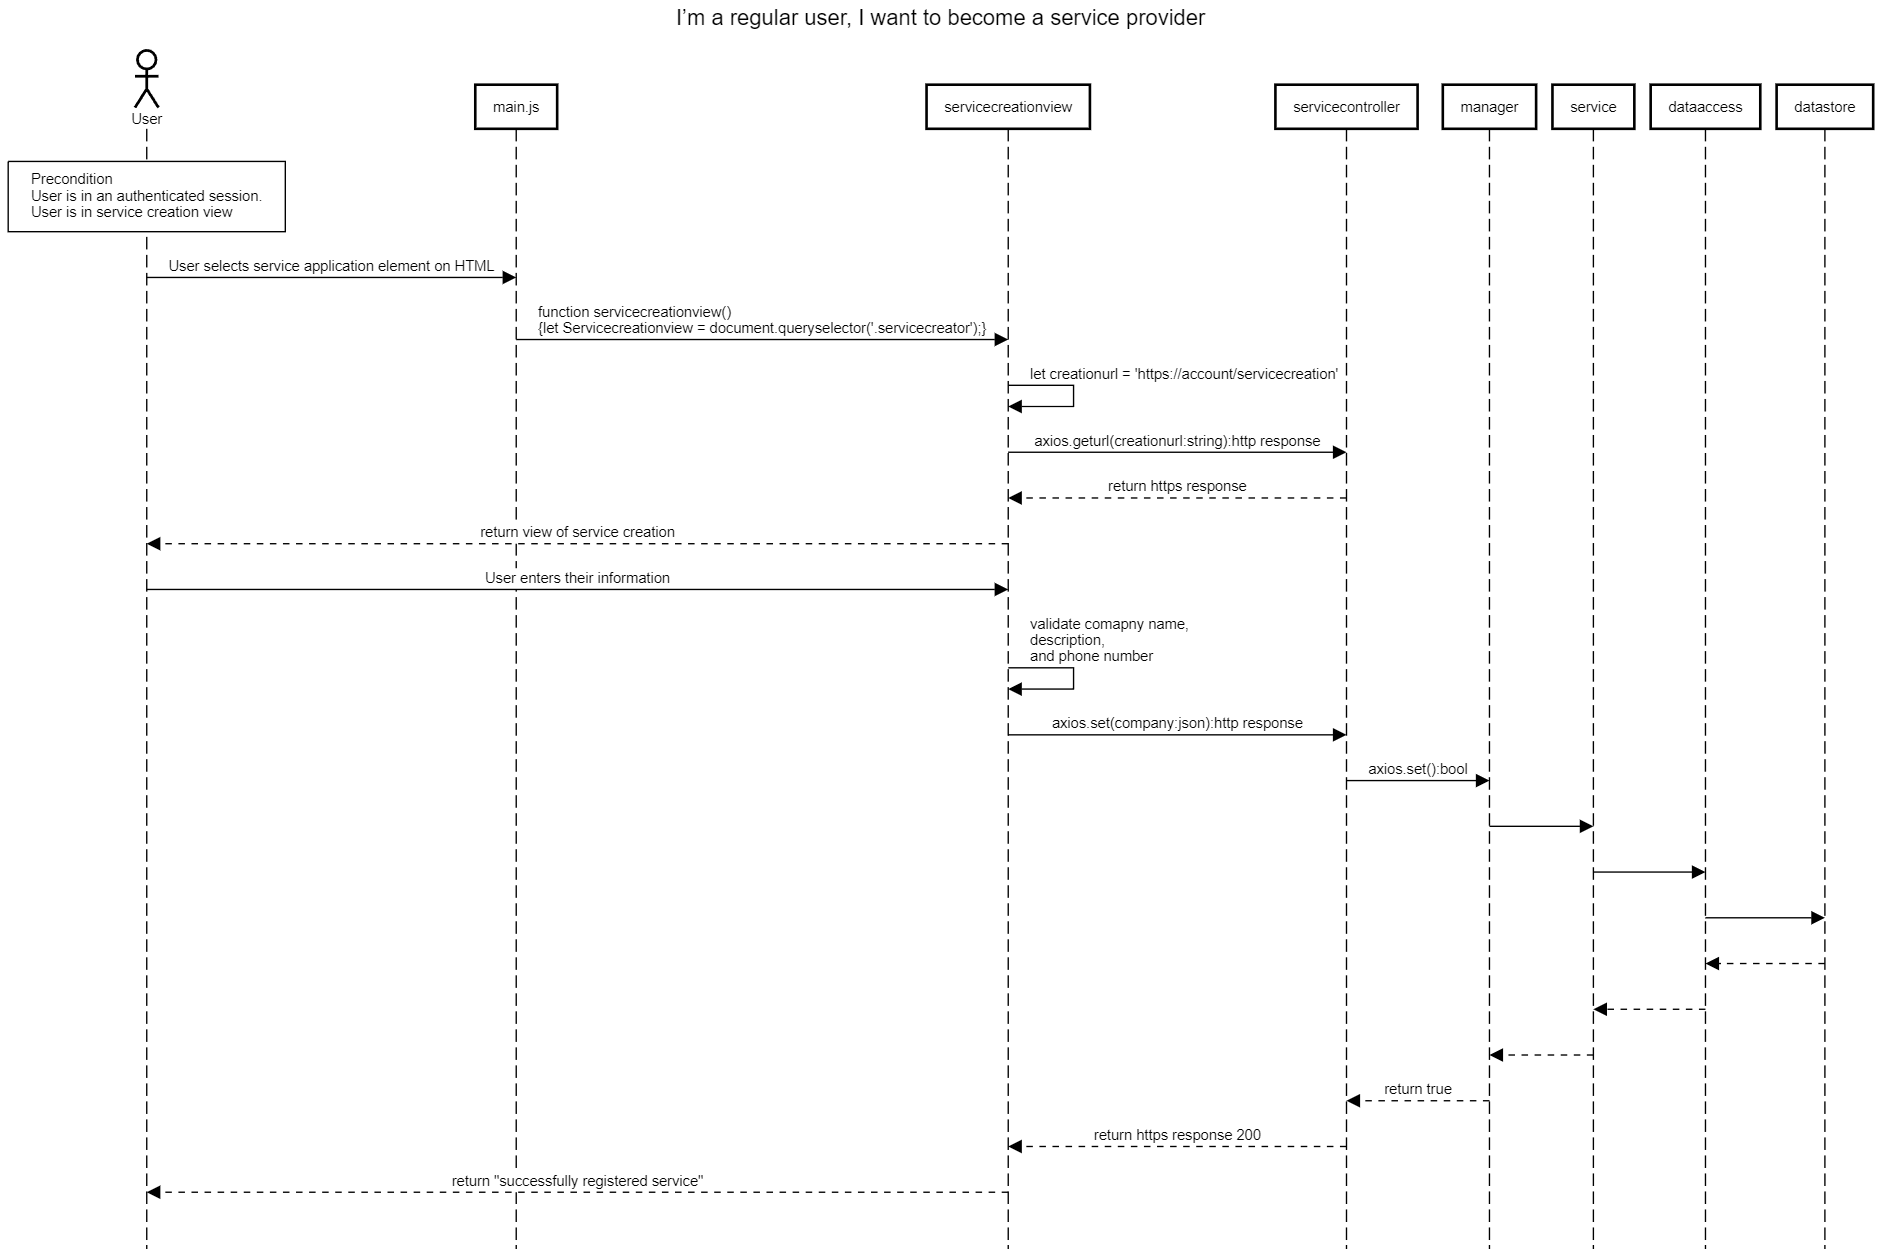 I'm a regular user, I want to become a service provider
User
main.js
servicecreationview
servicecontroller
manager
service
dataaccess
datastore
Precondition
User is in an authenticated session.
User is in service creation view
User selects service application element on HTML
function servicecreationview()
{let Servicecreationview = document.queryselector('.servicecreator');}
let creationurl = 'https://account/servicecreation'
axios.geturl(creationurl:string):http response
return https response
return view of service creation
User enters their information
validate comapny name,
description,
and phone number
axios.set(company:json):http response
axios.set():bool
return true
return https response 200
return "successfully registered service"